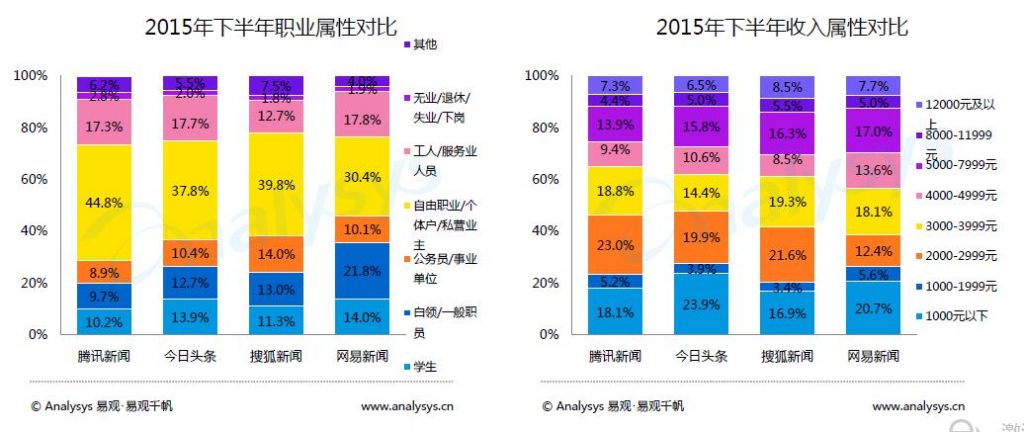 2015年下半年职业属性对比
100%
80%
60%
40%
20%
0%
6.2%
2.8%
17.3%
44.8%
8.9%
9.7%
10.2%
5.5%
2.0%
17.7%
37.8%
10.4%
12.7%
13.9%
7.5%
1.8%
12.7%
39.8%
14.0%
13.0%
11.3%
4.0%
1.9%
17.8%
30.4%
10.1%
21.8%
14.0%
腾讯新闻
今日头条
搜狐新闻
网易新闻
其他
无业/退休/
失业/下岗
工人/服务业
人员
自由职业/个
体户/私营业
主
公务员/事业
单位
白领/一般职
员
学生
Analysys
© Analysys 易观·易观千帆
www.analysys.cn
2015年下半年收入属性对比
100%
80%
60%
40%
20%
0%
7.3%
4.4%
13.9%
9.4%
18.8%
23.0%
5.2%
18.1%
6.5%
5.0%
15.8%
10.6%
14.4%
19.9%
3.9%
23.9%
8.5%
5.5%
16.3%
8.5%
19.3%
21.6%
3.4%
16.9%
7.7%
5.0%
17.0%
13.6%
18.1%
12.4%
5.6%
20.7%
腾讯新闻
今日头条
搜狐新闻
网易新闻
12000元及以
上
8000-11999
元
5000-7999元
4000-4999元
3000-3999元
2000-2999元
1000-1999元
1000元以下
Analysys
© Analysys 易观·易观千帆
www.analysys.cn